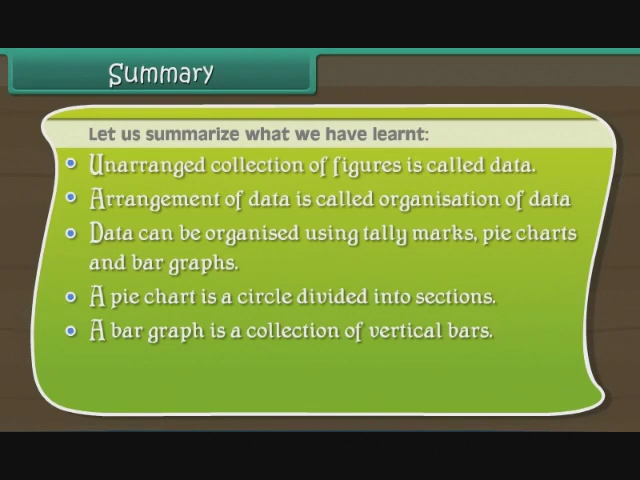 Summary
Let us summarize what we have learnt:
Unarranged collection of figures is called data.
Arrangement of data is called organisation of data
Data can be organised using tally marks, pie charts
and bar graphs.
A pie chart is a circle divided into sections.
A bar graph is a collection of vertical bars.